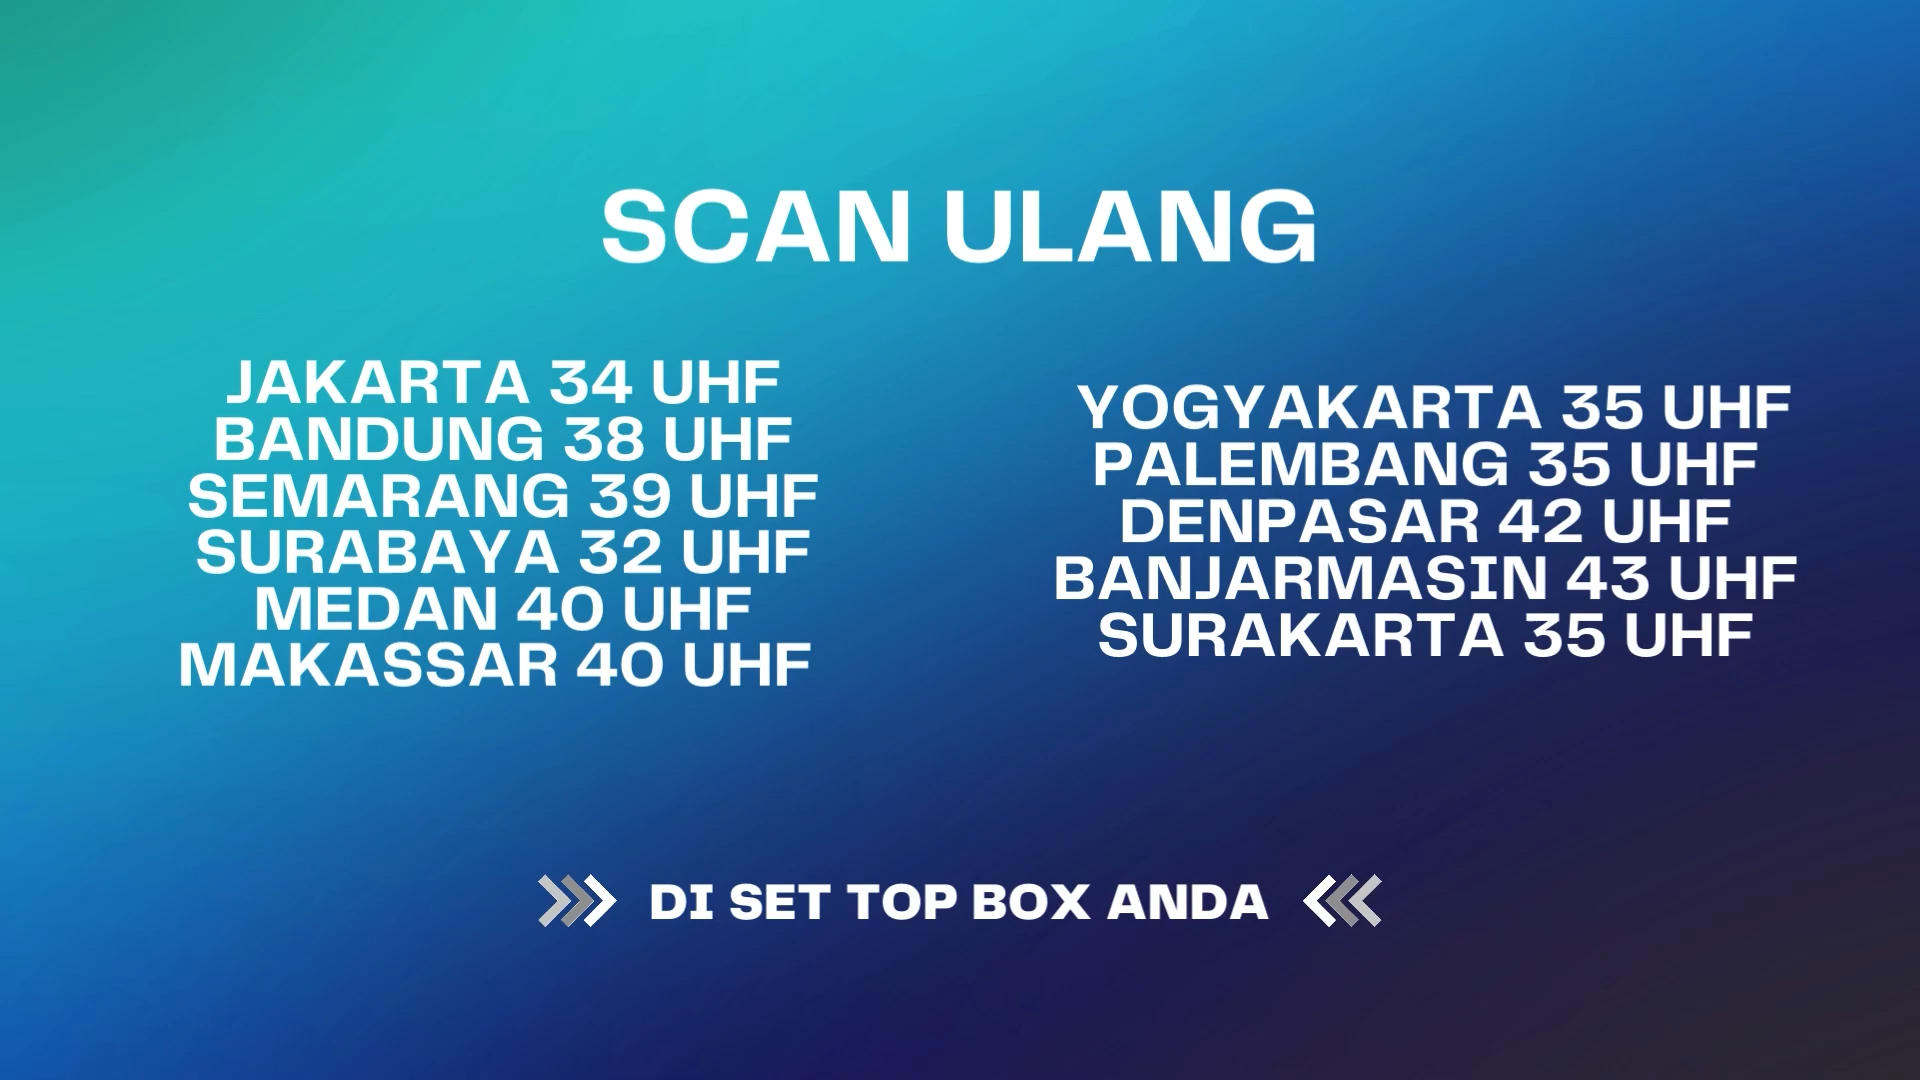 SCAN ULANG
JAKARTA 34 UHF
BANDUNG 38 UHF
SEMARANG 39 UHF
SURABAYA 32 UHF
MEDAN 40 UHF
MAKASSAR 40 UHF
YOGYAKARTA 35 UHF
PALEMBANG 35 UHF
DENPASAR 42 UHF
BANJARMASIN 43 UHF
SURAKARTA 35 UHF
DI SET TOP BOX ANDA